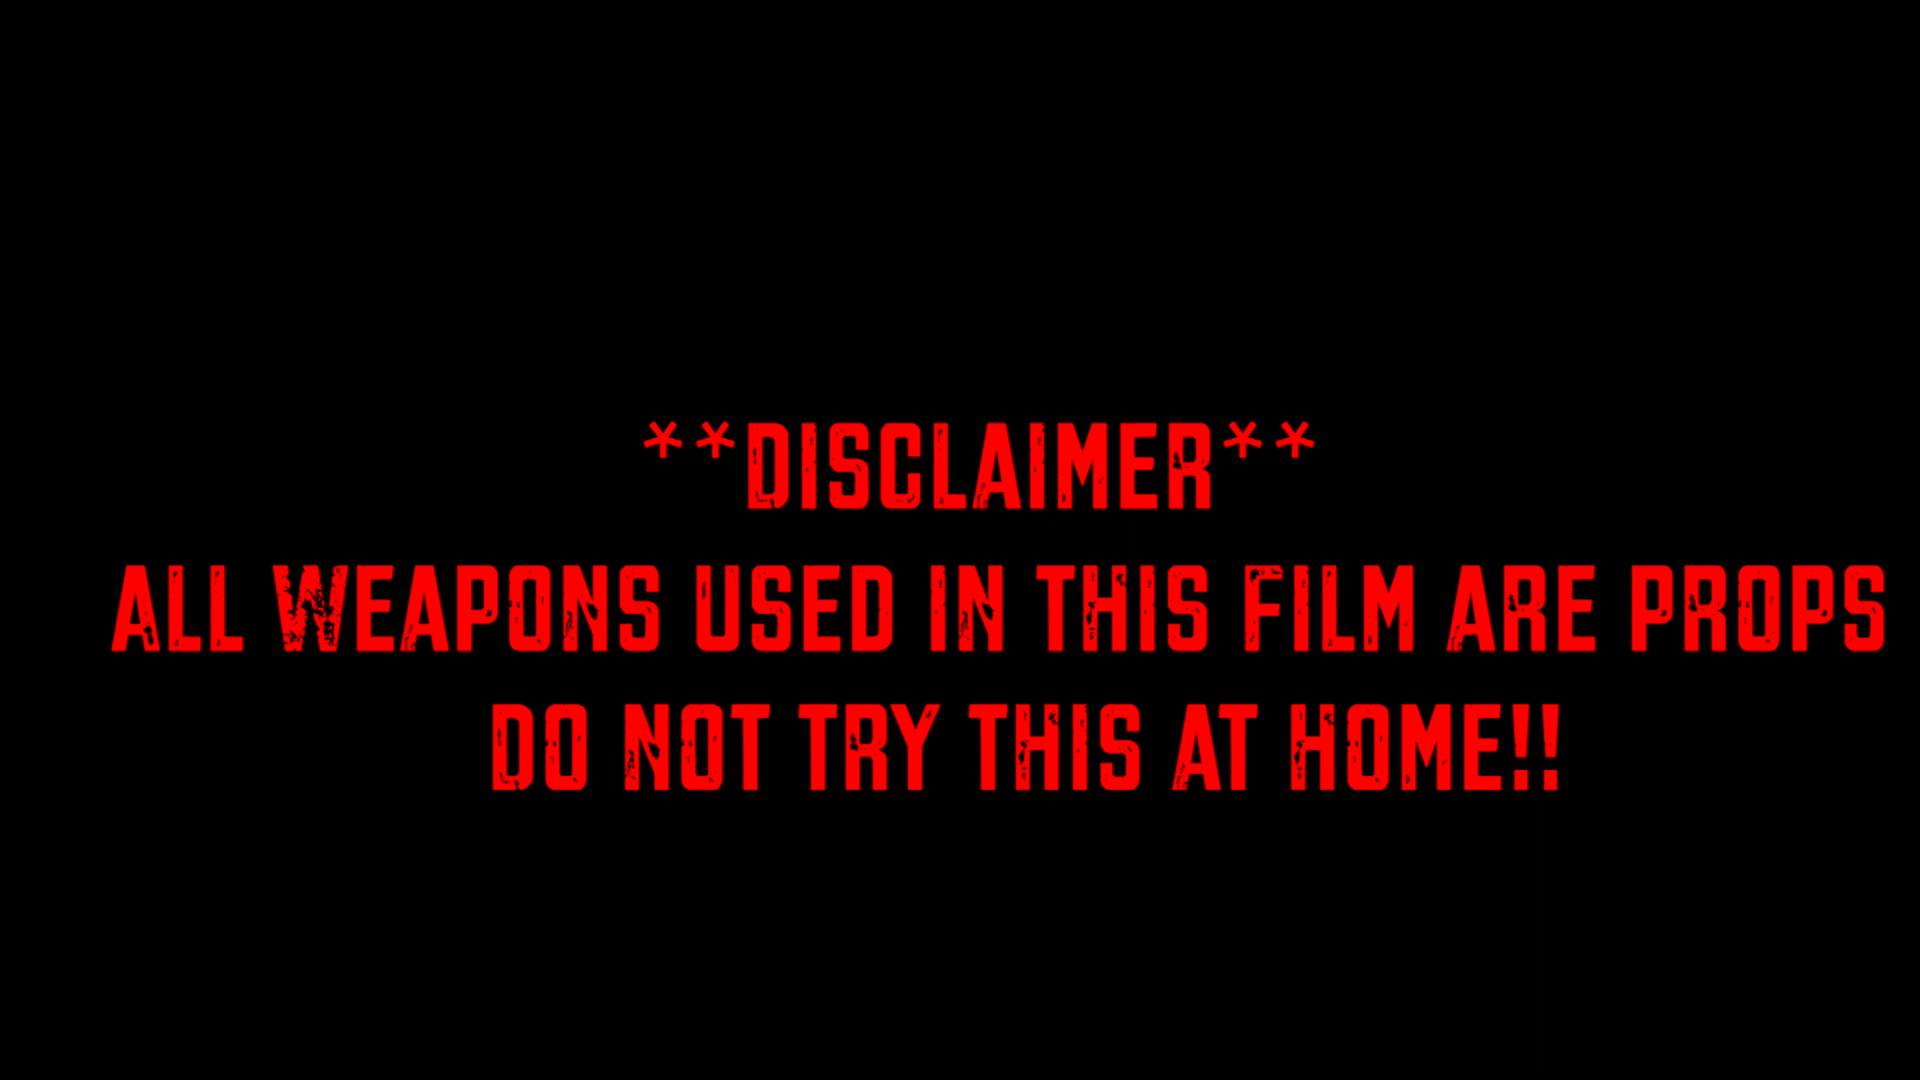 **DISCLAIMER**
ALL WEAPONS USED IN THIS FILM ARE PROPS
DO NOT TRY THIS AT HOME!!